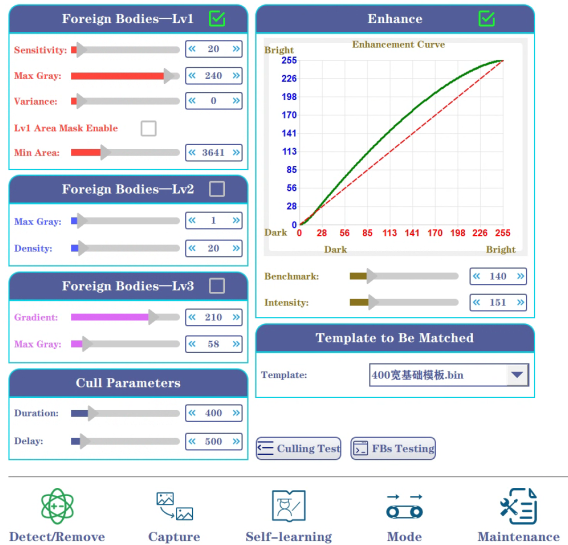 Foreign Bodies—Lv1
Sensitivity: « 20 »
Max Gray: « 240 »
Variance: « 0 »
Lv1 Area Mask Enable
Min Area: « 3641 »
Foreign Bodies—Lv2
Max Gray: « 1 »
Density: « 20 »
Foreign Bodies—Lv3
Gradient: « 210 »
Max Gray: « 58 »
Cull Parameters
Duration: « 400 »
Delay: « 500 »
Enhance
Enhancement Curve
Bright
255
226
198
170
141
113
85
56
28
0
Dark 0 28 56 85 113 141 170 198 226 255
Dark Bright
Benchmark: « 140 »
Intensity: « 151 »
Template to Be Matched
Template: 400宽基础模板.bin
Culling Test FBs Testing
Detect/Remove Capture Self-learning Mode Maintenance